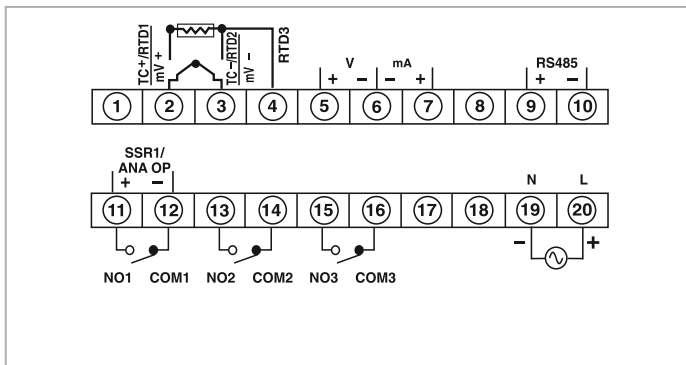 TC+/RTD1
mV +
TC−/RTD2
mV −
RTD3
V
+ −
mA
− +
RS485
+ −
1 2 3 4 5 6 7 8 9 10
SSR1/
ANA OP
+ −
N L
11 12 13 14 15 16 17 18 19 20
− +
NO1 COM1 NO2 COM2 NO3 COM3